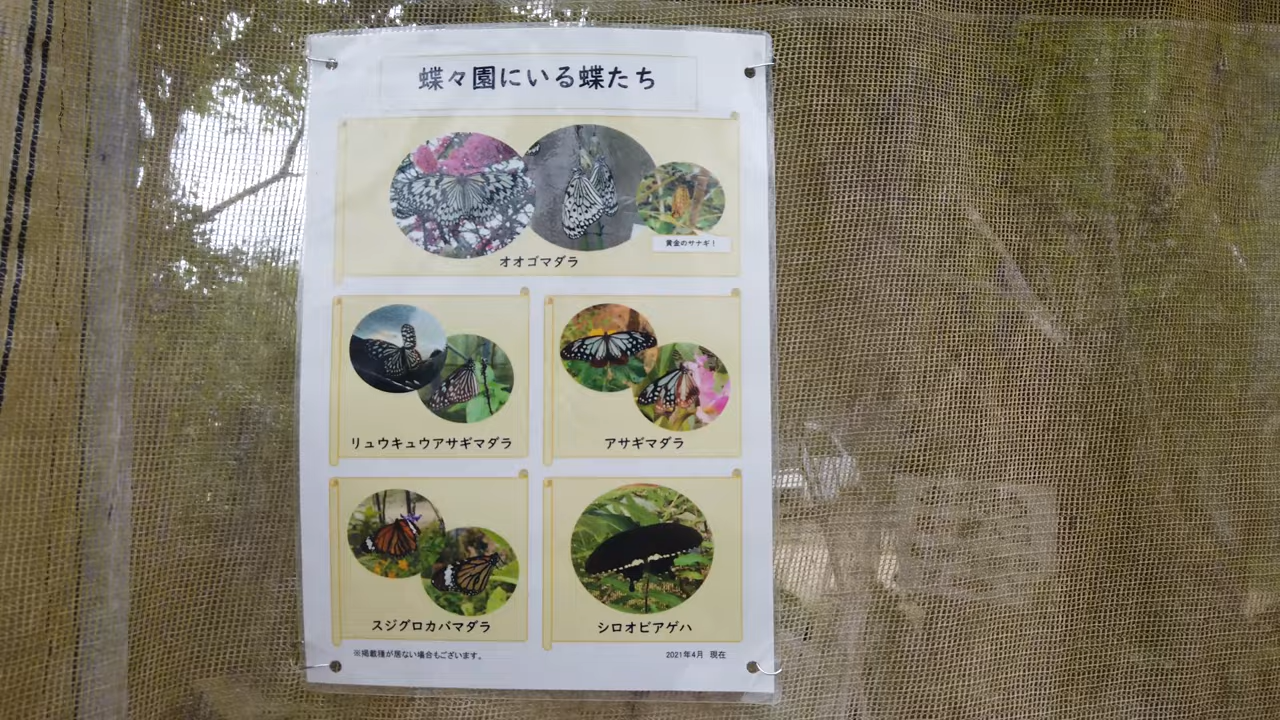 蝶々園にいる蝶たち
黄金のサナギ！
オオゴマダラ
リュウキュウアサギマダラ
アサギマダラ
スジグロカバマダラ
シロオビアゲハ
※掲載種が居ない場合もございます。
2021年4月 現在